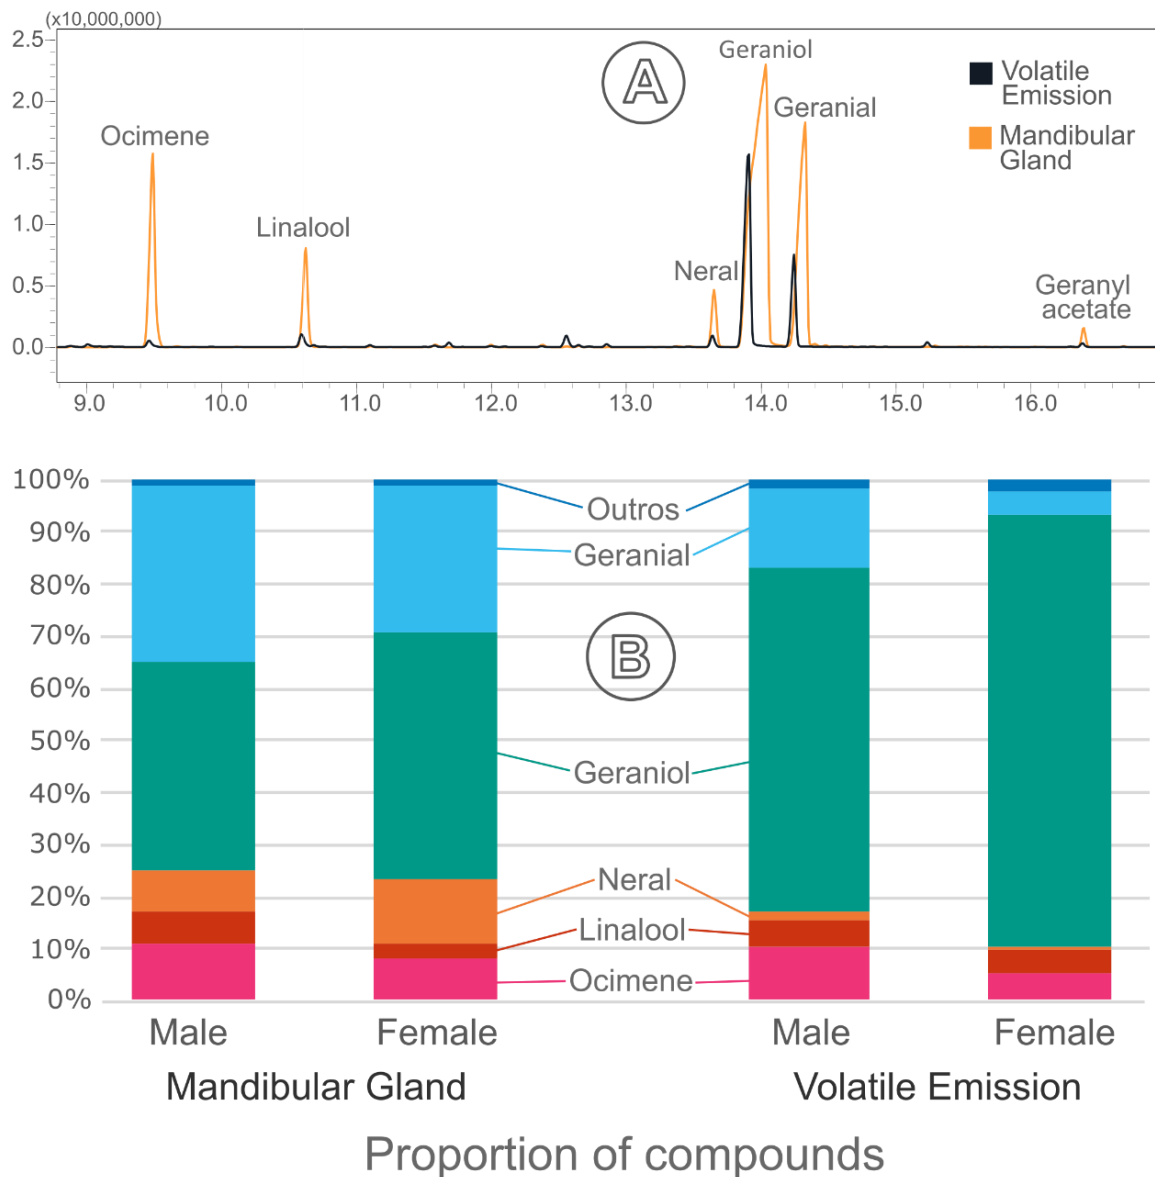 (x10,000,000)
2.5
2.0
1.5
1.0
0.5
0.0
Ocimene
Linalool
Neral
Geraniol
Geranial
Geranyl
acetate
A
Volatile
Emission
Mandibular
Gland
9.0 10.0 11.0 12.0 13.0 14.0 15.0 16.0
100%
90%
80%
70%
60%
50%
40%
30%
20%
10%
0%
Outros
Geranial
B
Geraniol
Neral
Linalool
Ocimene
Male Female Male Female
Mandibular Gland Volatile Emission
Proportion of compounds